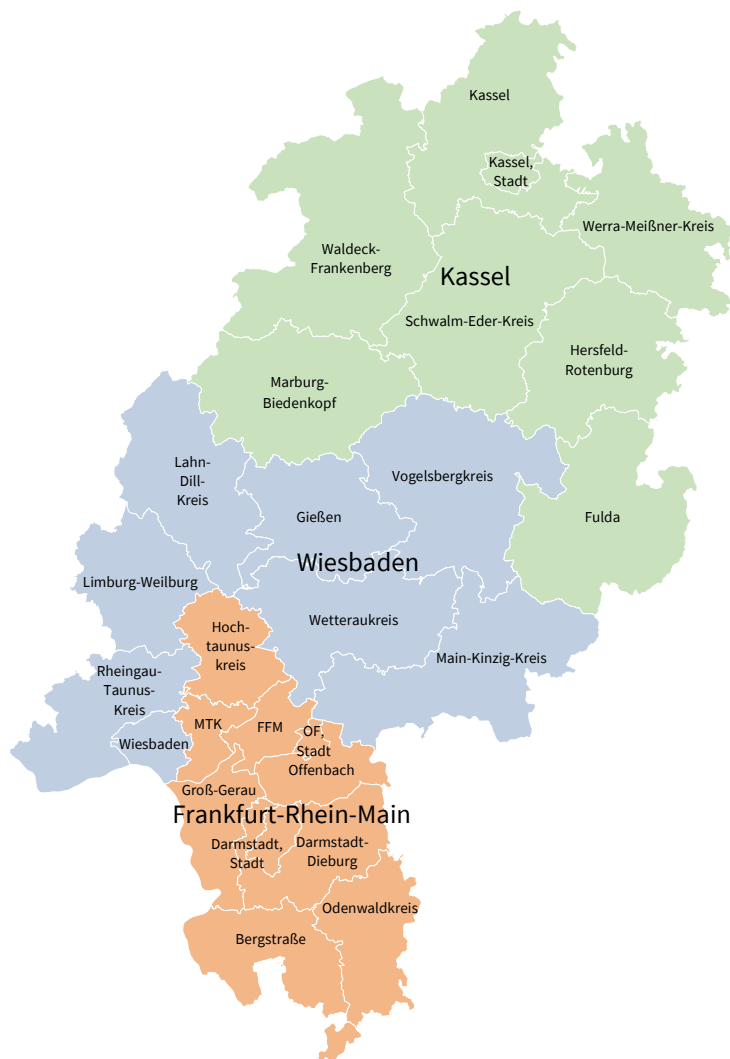 Kassel
Kassel,
Stadt
Werra-Meißner-Kreis
Waldeck-
Frankenberg
Kassel
Schwalm-Eder-Kreis
Hersfeld-
Rotenburg
Marburg-
Biedenkopf
Lahn-
Dill-
Kreis
Vogelsbergkreis
Gießen
Fulda
Wiesbaden
Limburg-Weilburg
Wetteraukreis
Hoch-
taunus-
kreis
Main-Kinzig-Kreis
Rheingau-
Taunus-
Kreis
Wiesbaden
MTK
FFM
OF,
Stadt
Offenbach
Groß-Gerau
Frankfurt-Rhein-Main
Darmstadt,
Stadt
Darmstadt-
Dieburg
Odenwaldkreis
Bergstraße